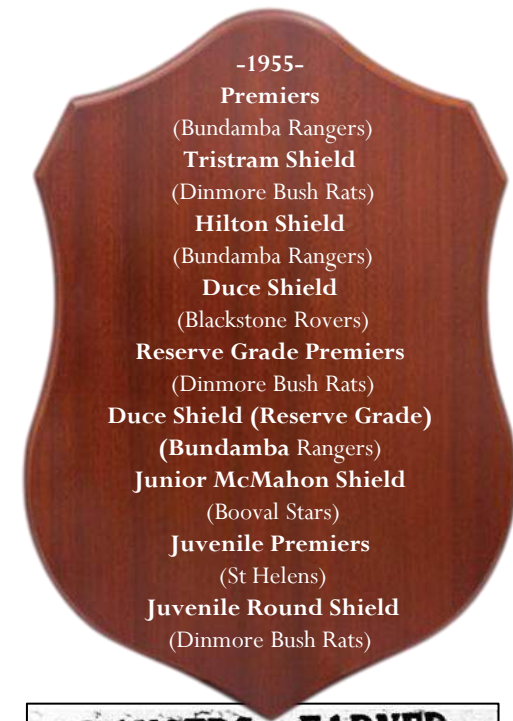 -1955-
Premiers
(Bundamba Rangers)
Tristram Shield
(Dinmore Bush Rats)
Hilton Shield
(Bundamba Rangers)
Duce Shield
(Blackstone Rovers)
Reserve Grade Premiers
(Dinmore Bush Rats)
Duce Shield (Reserve Grade)
(Bundamba Rangers)
Junior McMahon Shield
(Booval Stars)
Juvenile Premiers
(St Helens)
Juvenile Round Shield
(Dinmore Bush Rats)